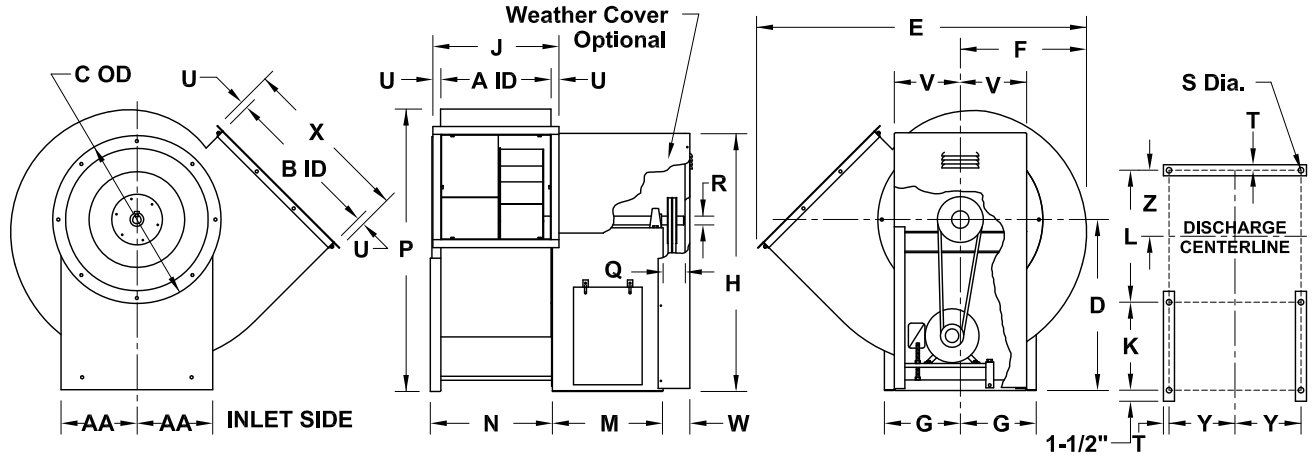 Weather Cover
Optional
E
J
F
C OD
U
U
A ID
U
V
V
S Dia.
X
T
B ID
R
Z
P
U
L
DISCHARGE
CENTERLINE
Q
H
D
K
AA
AA
INLET SIDE
N
M
W
G
G
1-1/2"
T
Y
Y